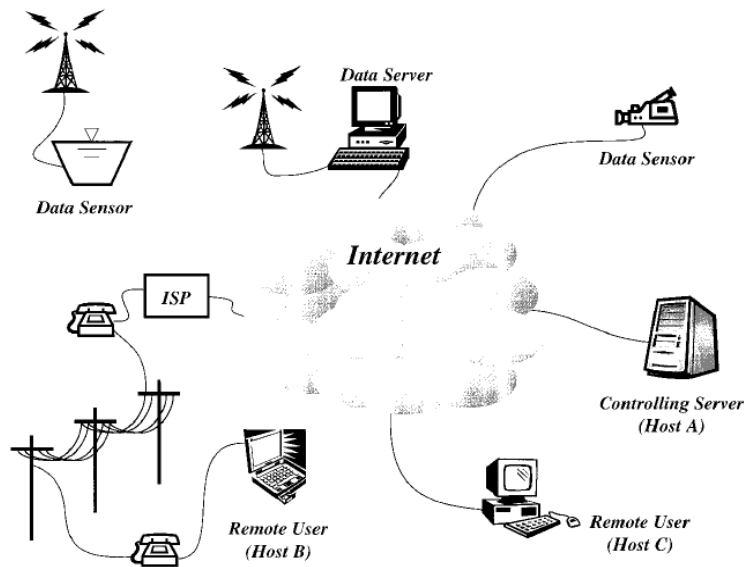 Data Server
Data Sensor
Data Sensor
Internet
ISP
Controlling Server
(Host A)
Remote User
(Host B)
Remote User
(Host C)